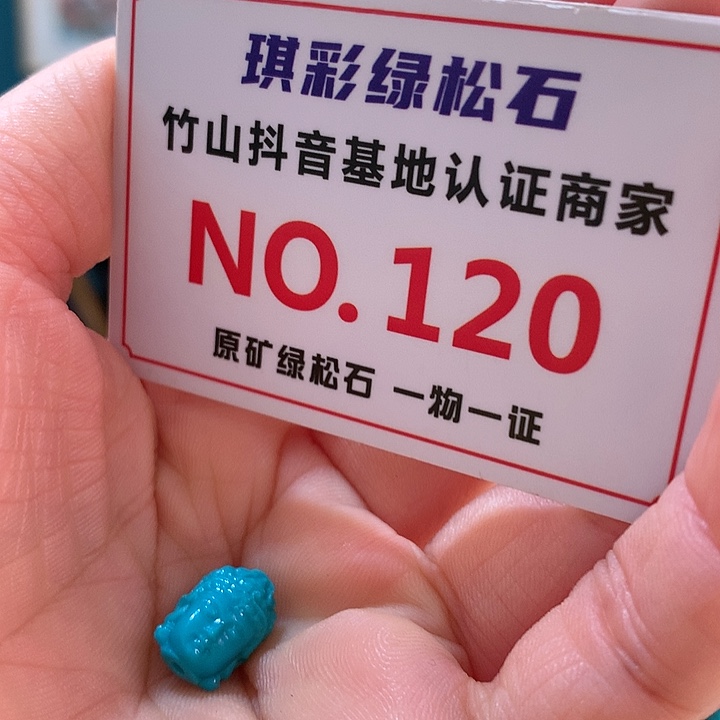 琪彩绿松石
竹山抖音基地认证商家
NO.120
原矿绿松石 一物一证